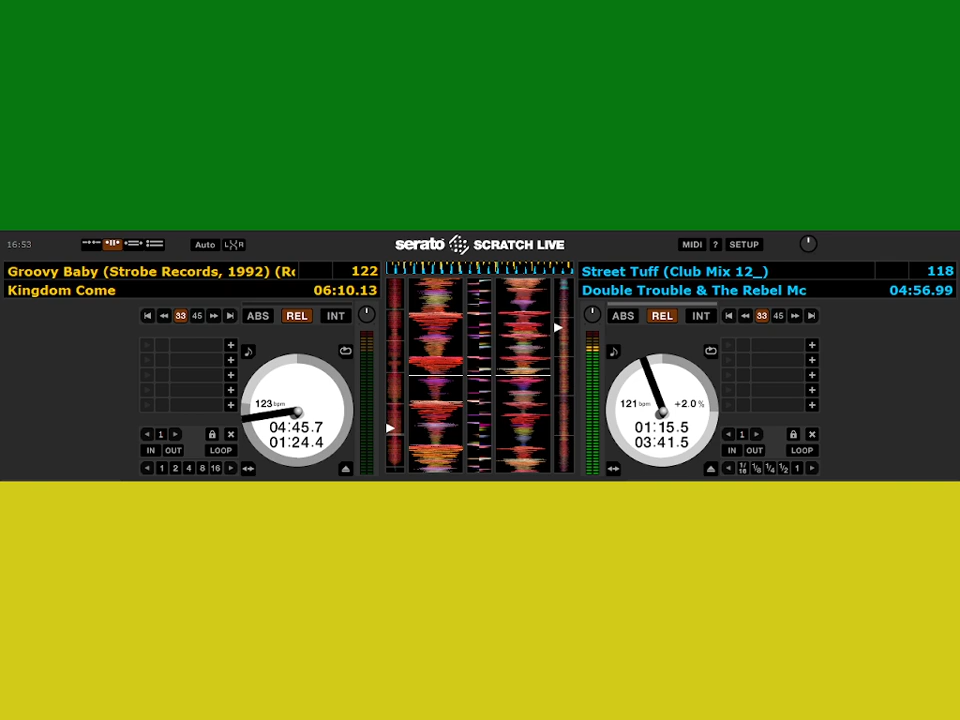 16:53
Auto
L R
serato SCRATCH LIVE
MIDI ? SETUP
Groovy Baby (Strobe Records, 1992) (R
122
Kingdom Come
06:10.13
Street Tuff (Club Mix 12_)
118
Double Trouble & The Rebel Mc
04:56.99
33 45
ABS REL INT
123 bpm
04:45.7
01:24.4
1
IN OUT LOOP
1 2 4 8 16
ABS REL INT
33 45
121 bpm +2.0 %
01:15.5
03:41.5
1
IN OUT LOOP
1/16 1/8 1/4 1/2 1